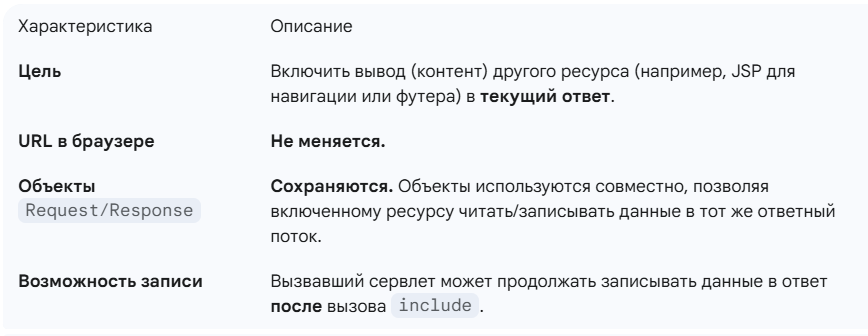 Характеристика Описание
Цель Включить вывод (контент) другого ресурса (например, JSP для
навигации или футера) в текущий ответ.
URL в браузере Не меняется.
Объекты Сохраняются. Объекты используются совместно, позволяя
Request/Response включенному ресурсу читать/записывать данные в тот же ответный
поток.
Возможность записи Вызвавший сервлет может продолжать записывать данные в ответ
после вызова include.